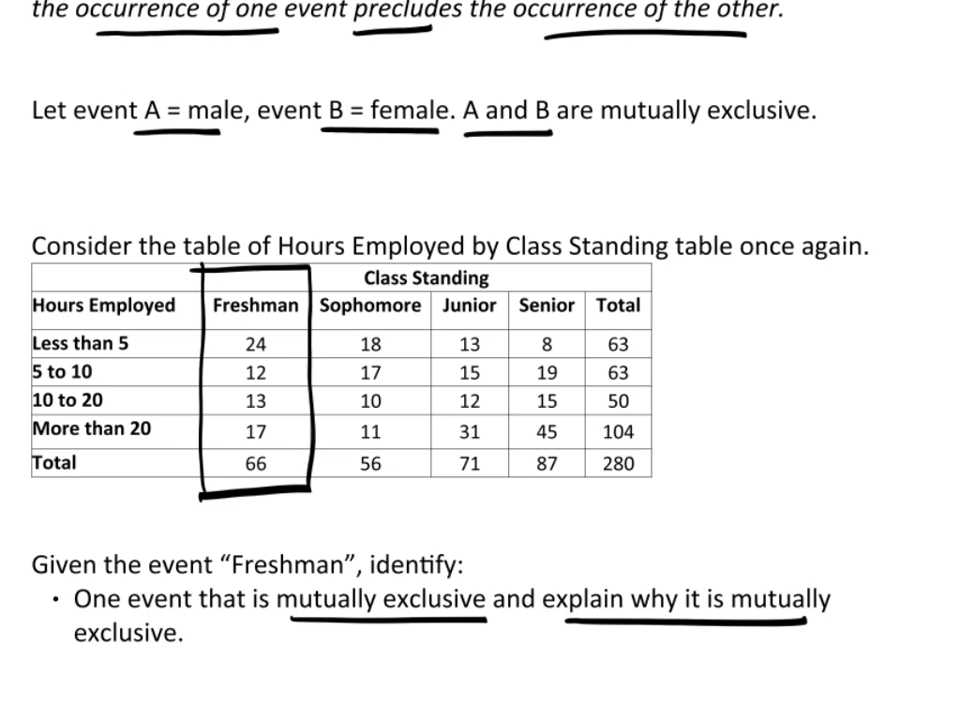 the occurrence of one event precludes the occurrence of the other.
Let event A = male, event B = female. A and B are mutually exclusive.
Consider the table of Hours Employed by Class Standing table once again.
Class Standing
Hours Employed Freshman Sophomore Junior Senior Total
Less than 5 24 18 13 8 63
5 to 10 12 17 15 19 63
10 to 20 13 10 12 15 50
More than 20 17 11 31 45 104
Total 66 56 71 87 280
Given the event “Freshman”, identify:
• One event that is mutually exclusive and explain why it is mutually
exclusive.